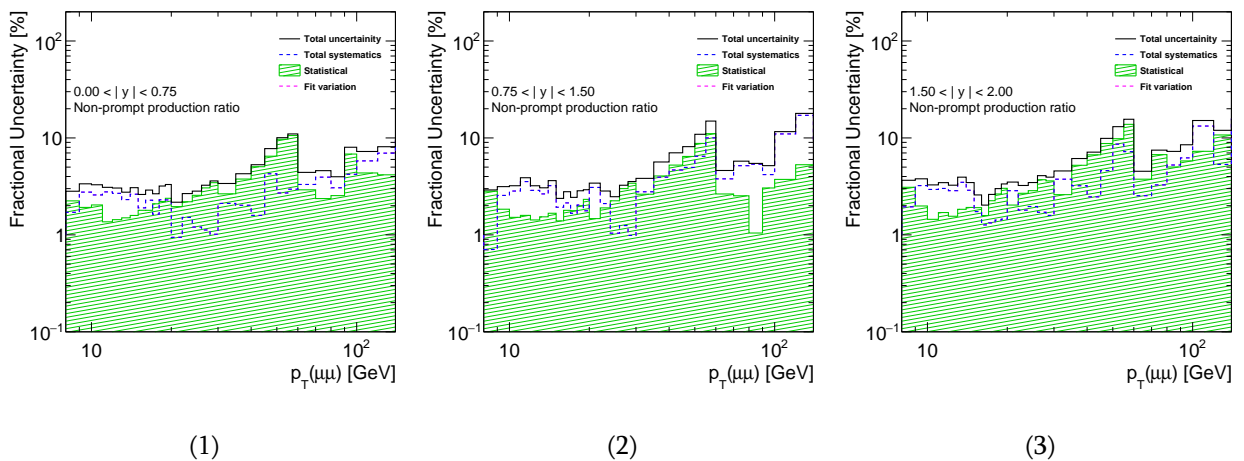 Fractional Uncertainty [%]
10²
10
1
10⁻¹
Total uncertainity
Total systematics
Statistical
Fit variation
0.00 < | y | < 0.75
Non-prompt production ratio
10
10²
p_T(μμ) [GeV]
(1)
Fractional Uncertainty [%]
10²
10
1
10⁻¹
Total uncertainity
Total systematics
Statistical
Fit variation
0.75 < | y | < 1.50
Non-prompt production ratio
10
10²
p_T(μμ) [GeV]
(2)
Fractional Uncertainty [%]
10²
10
1
10⁻¹
Total uncertainity
Total systematics
Statistical
Fit variation
1.50 < | y | < 2.00
Non-prompt production ratio
10
10²
p_T(μμ) [GeV]
(3)